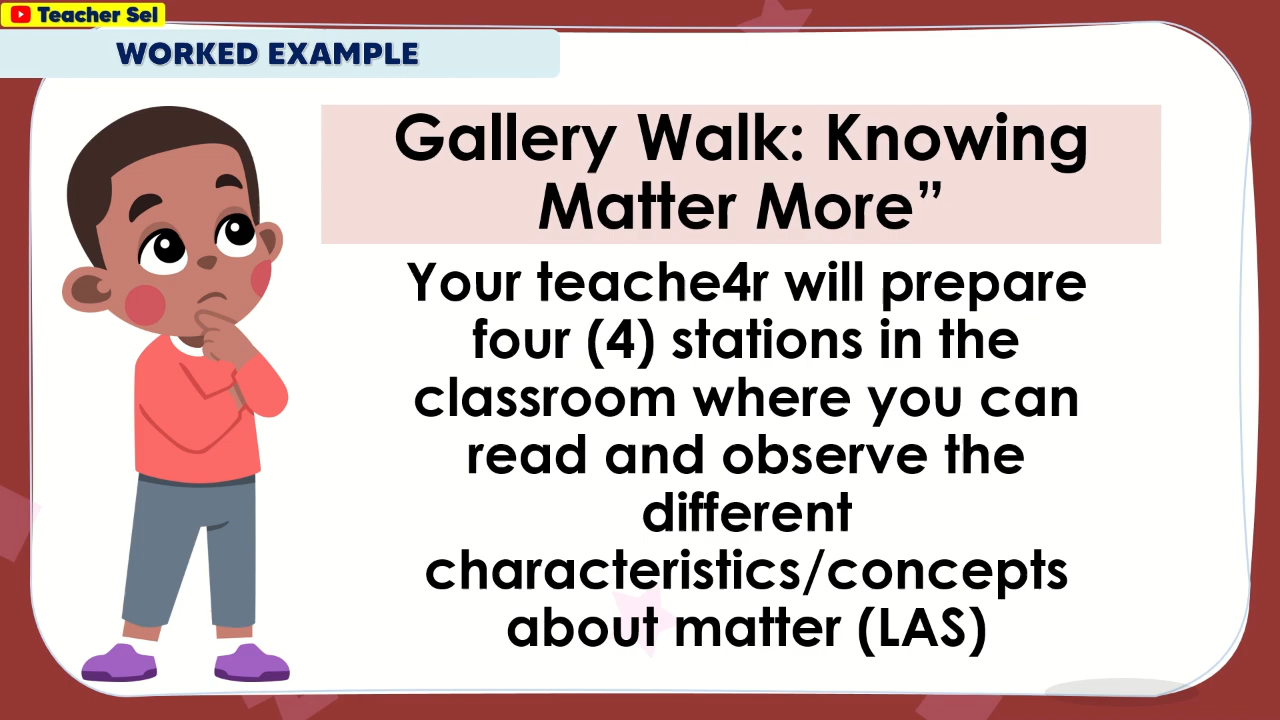 Teacher Sel
WORKED EXAMPLE
Gallery Walk: Knowing
Matter More”
Your teache4r will prepare
four (4) stations in the
classroom where you can
read and observe the
different
characteristics/concepts
about matter (LAS)